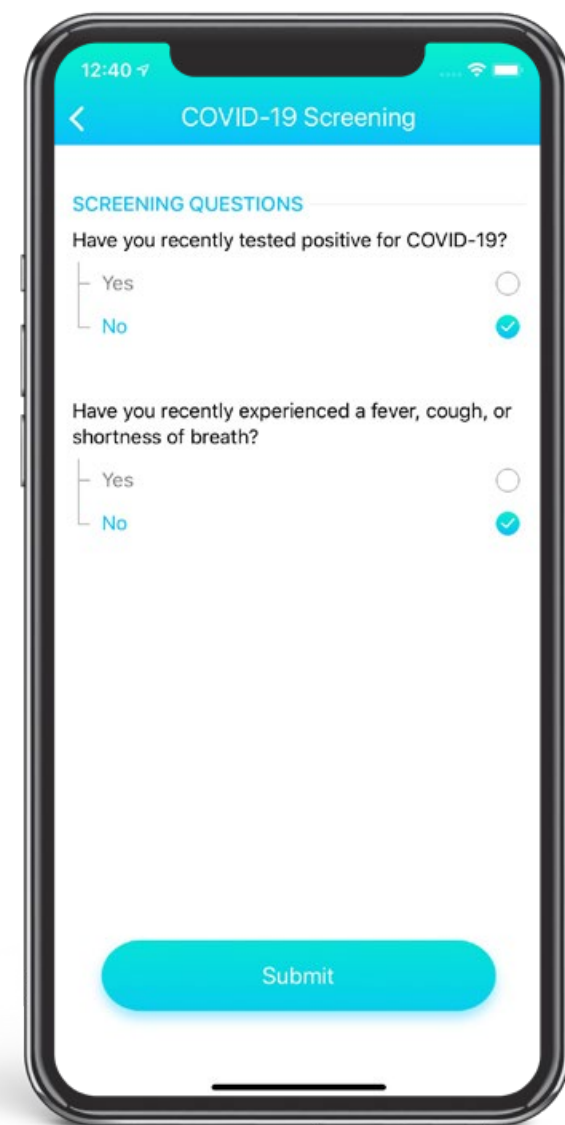 12:40
COVID-19 Screening
SCREENING QUESTIONS
Have you recently tested positive for COVID-19?
Yes
No
Have you recently experienced a fever, cough, or
shortness of breath?
Yes
No
Submit